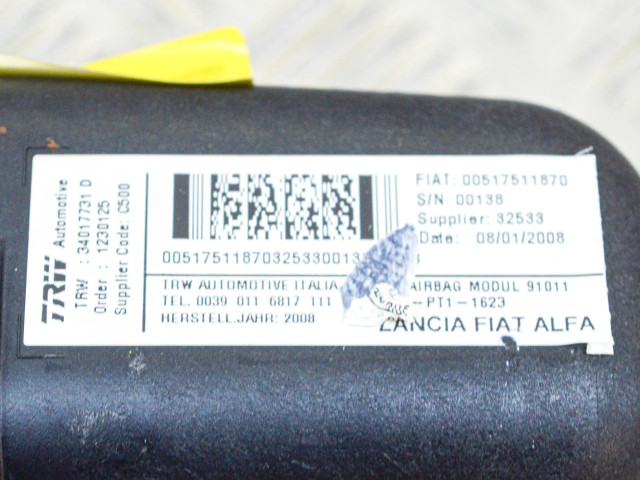 TRW Automotive
TRW : 34017731 D
Order : 1230125
Supplier Code: C500
FIAT: 00517511870
S/N: 00138
Supplier: 32533
Date: 08/01/2008
TRW AUTOMOTIVE ITALIA AIRBAG MODUL 91011
TEL. 0039 011 6817 111 -PT1-1623
HERSTELL.JAHR: 2008
LANCIA FIAT ALFA